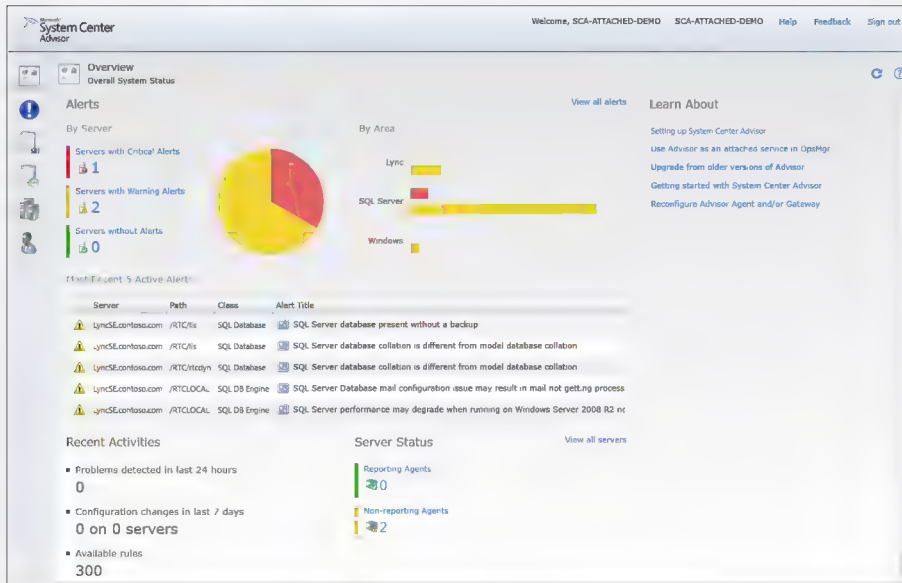 Microsoft
System Center
Advisor
Welcome, SCA-ATTACHED-DEMO SCA-ATTACHED-DEMO Help Feedback Sign out
Overview
Overall System Status
Alerts
View all alerts
By Server
Servers with Critical Alerts
1
Servers with Warning Alerts
2
Servers without Alerts
0
By Area
Lync
SQL Server
Windows
Learn About
Setting up System Center Advisor
Use Advisor as an attached service in OpsMgr
Upgrade from older versions of Advisor
Getting started with System Center Advisor
Reconfigure Advisor Agent and/or Gateway
Most Recent 5 Active Alerts
Server Path Class Alert Title
LyncSE.contoso.com /RTC/lis SQL Database SQL Server database present without a backup
LyncSE.contoso.com /RTC/lis SQL Database SQL Server database collation is different from model database collation
LyncSE.contoso.com /RTC/rtcdyn SQL Database SQL Server database collation is different from model database collation
LyncSE.contoso.com /RTCLOCAL SQL DB Engine SQL Server Database mail configuration issue may result in mail not getting process
LyncSE.contoso.com /RTCLOCAL SQL DB Engine SQL Server performance may degrade when running on Windows Server 2008 R2 no
Recent Activities
Problems detected in last 24 hours
0
Configuration changes in last 7 days
0 on 0 servers
Available rules
300
Server Status
View all servers
Reporting Agents
0
Non-reporting Agents
2